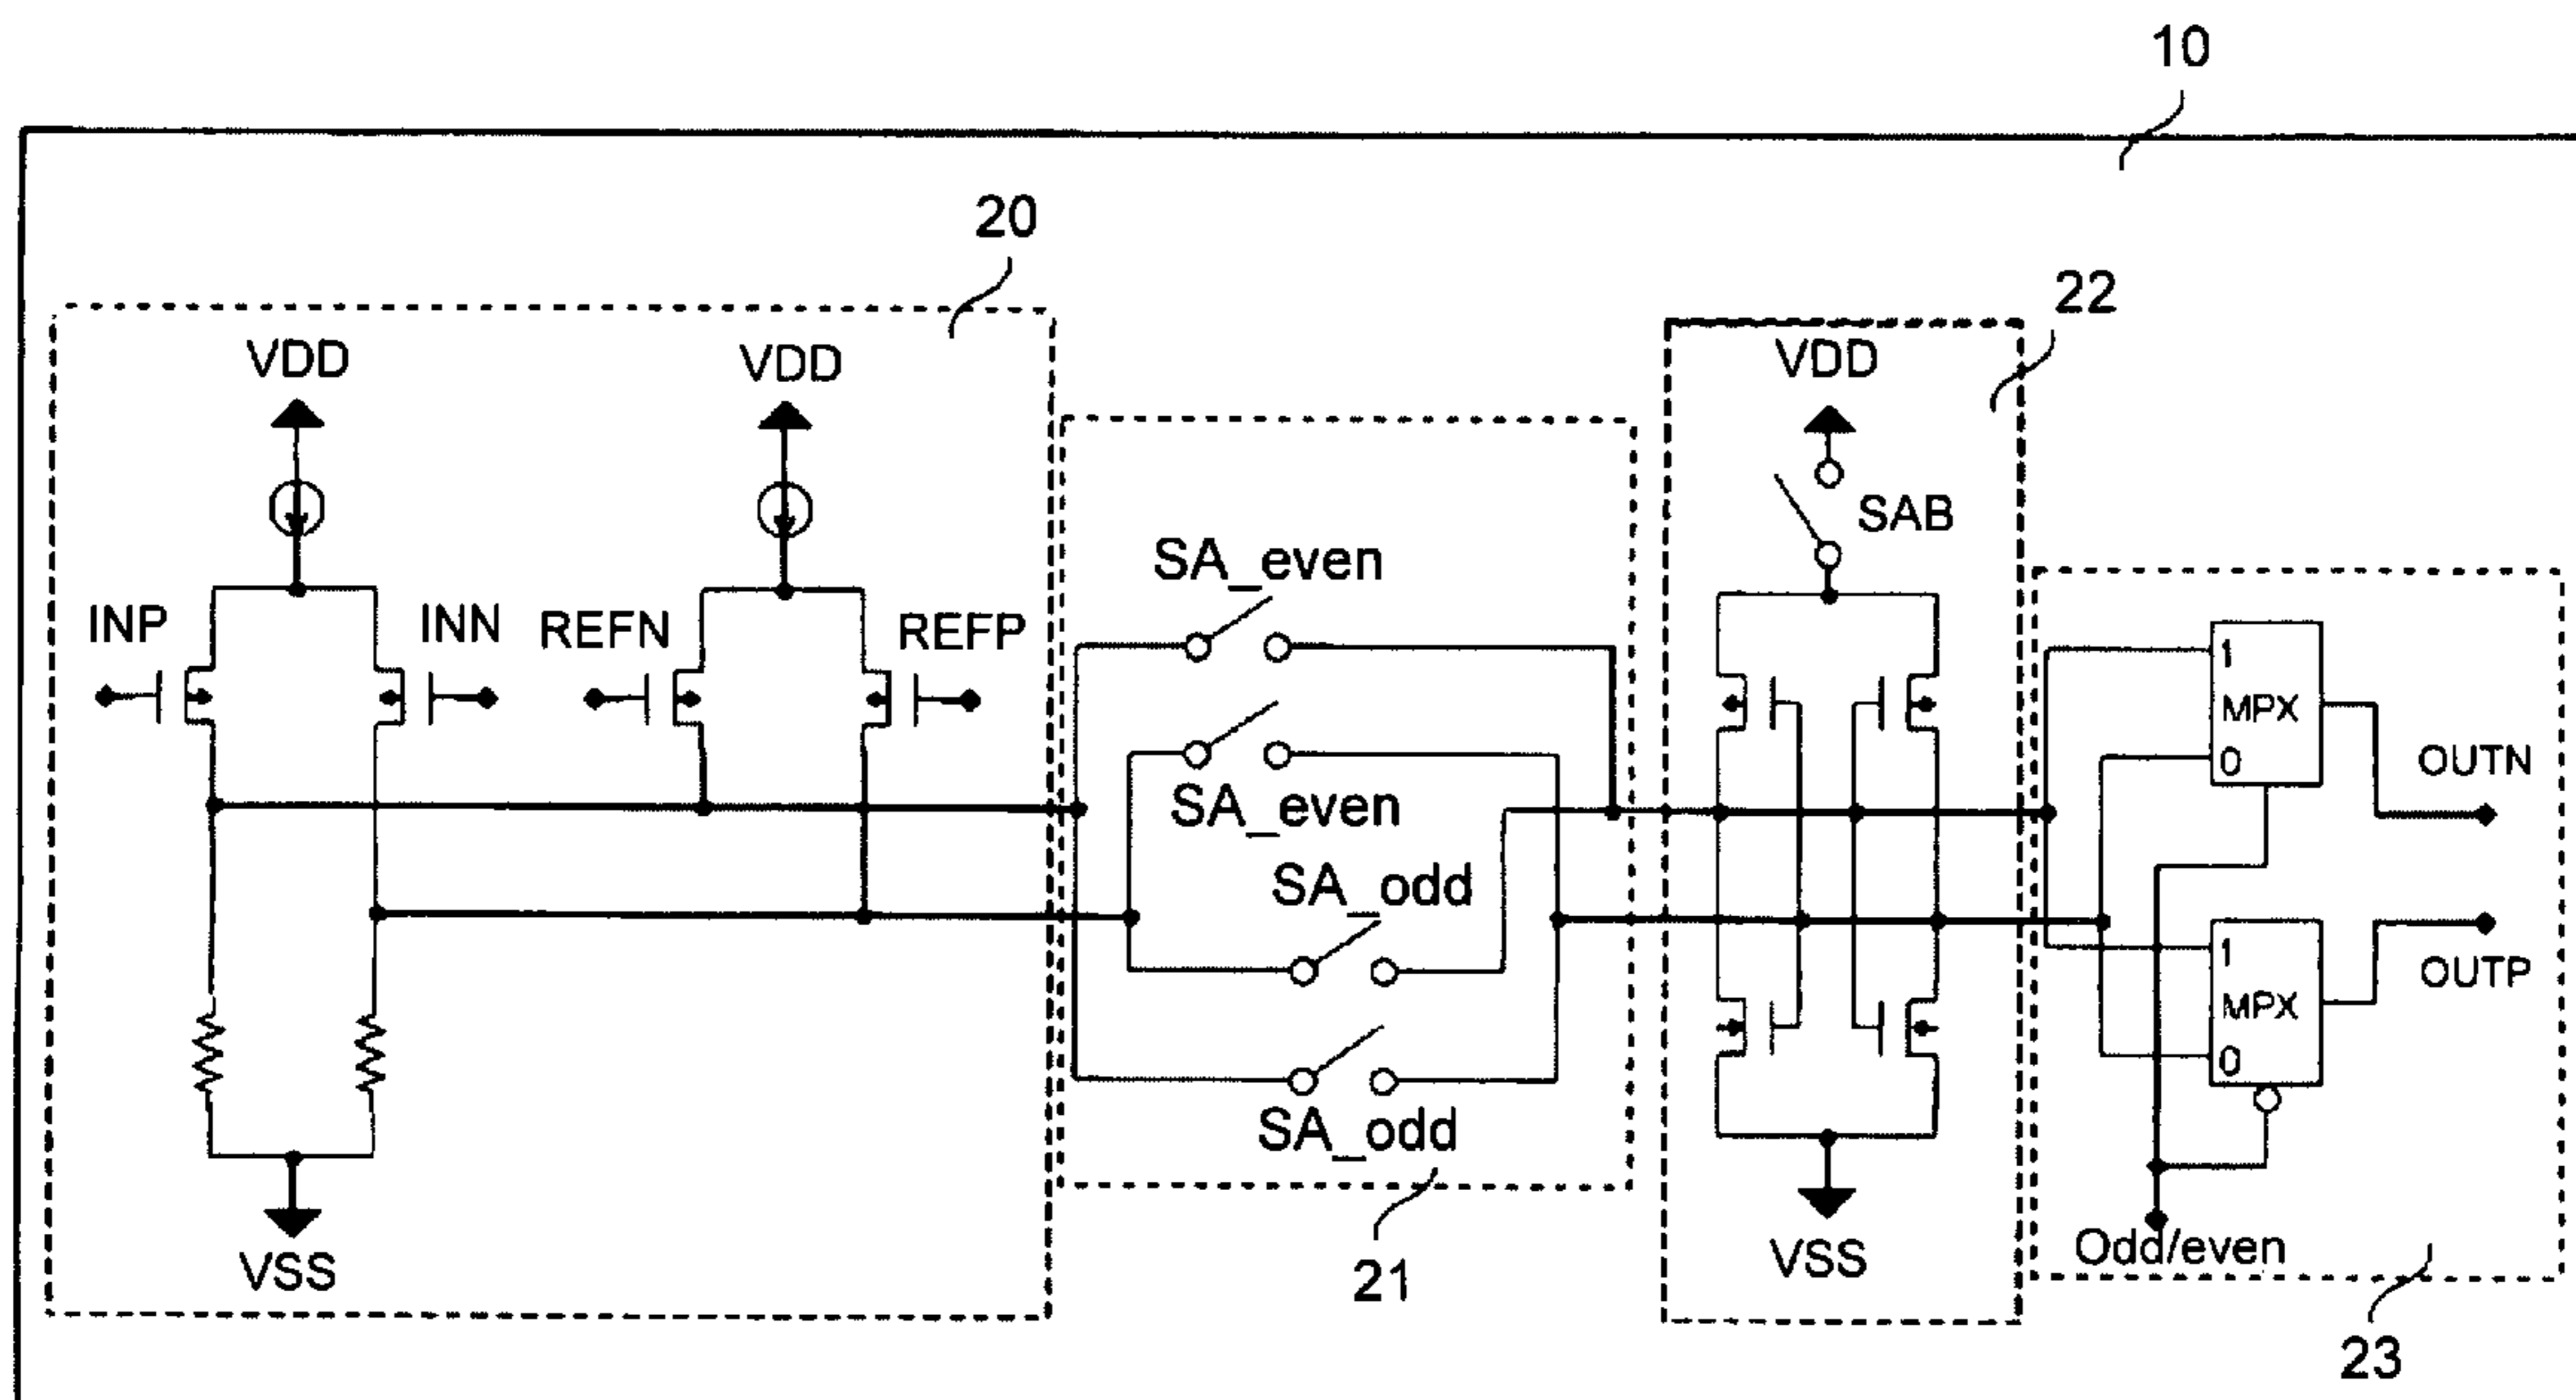 10
20
22
VDD
VDD
VDD
SAB
SA_even
INP
INN
REFN
REFP
1
MPX
0
OUTN
SA_even
SA_odd
1
MPX
0
OUTP
SA_odd
VSS
21
VSS
Odd/even
23